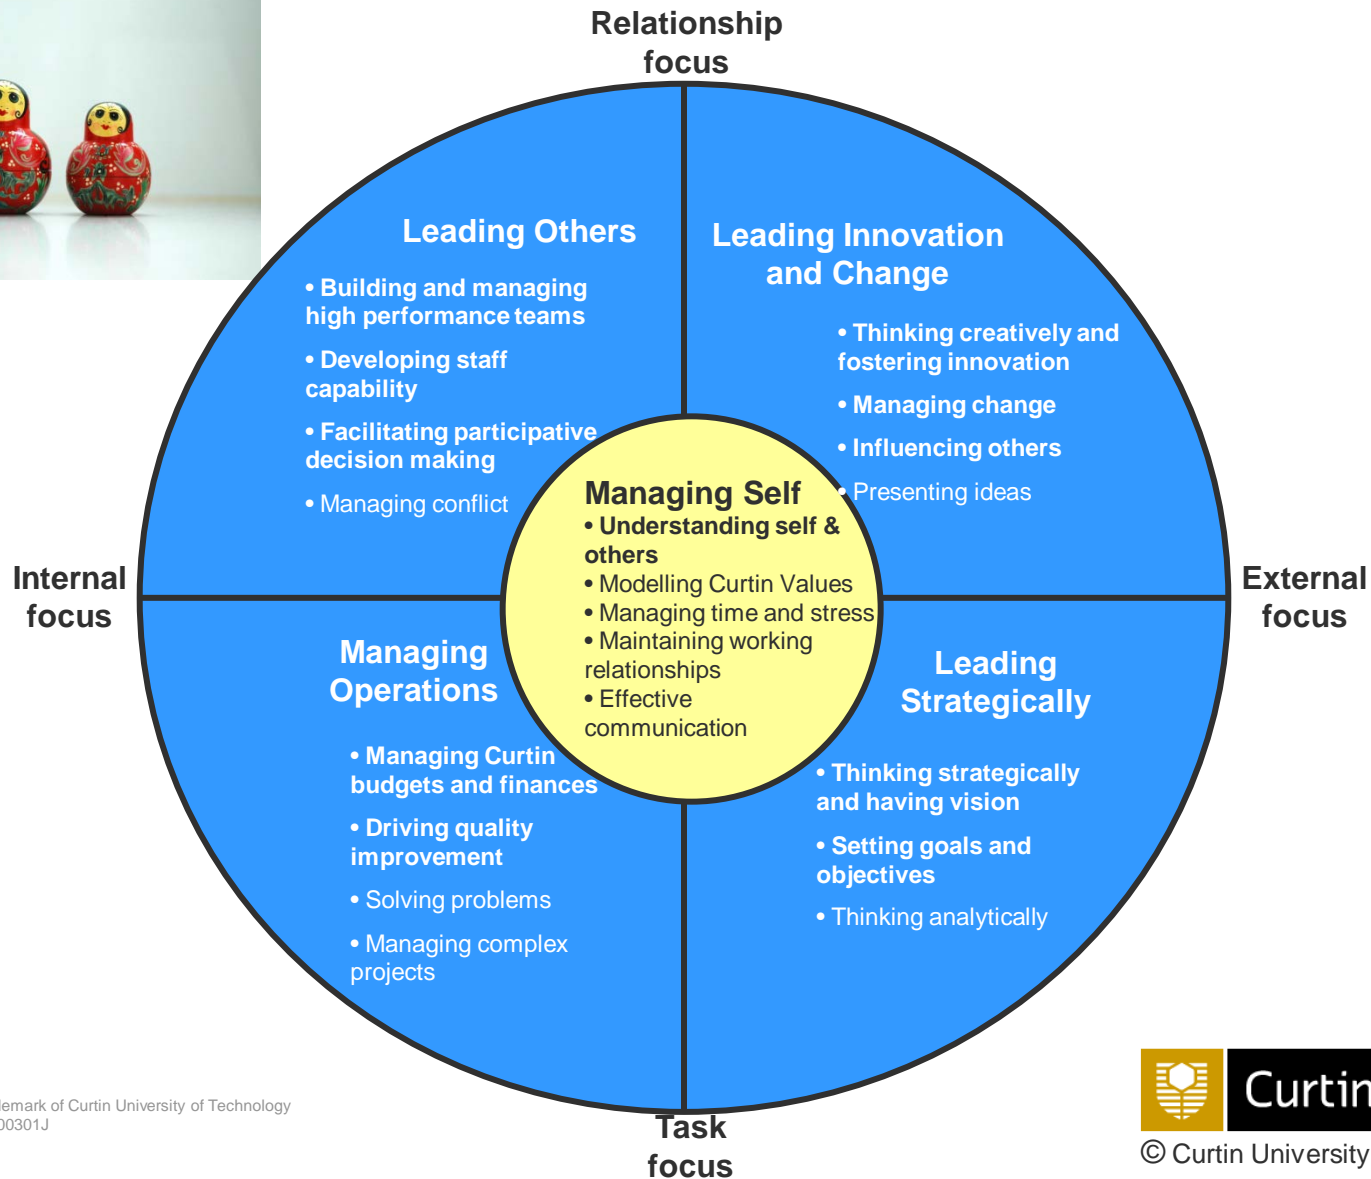 Relationship
focus
Leading Others
• Building and managing
high performance teams
• Developing staff
capability
• Facilitating participative
decision making
• Managing conflict
Leading Innovation
and Change
• Thinking creatively and
fostering innovation
• Managing change
• Influencing others
• Presenting ideas
Managing Self
• Understanding self &
others
• Modelling Curtin Values
• Managing time and stress
• Maintaining working
relationships
• Effective
communication
Internal
focus
External
focus
Managing
Operations
• Managing Curtin
budgets and finances
• Driving quality
improvement
• Solving problems
• Managing complex
projects
Leading
Strategically
• Thinking strategically
and having vision
• Setting goals and
objectives
• Thinking analytically
Task
focus
emark of Curtin University of Technology
00301J
Curtin
© Curtin University